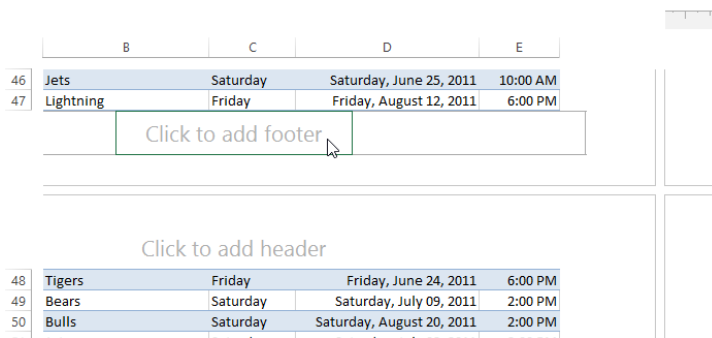 B C D E
46 Jets Saturday Saturday, June 25, 2011 10:00 AM
47 Lightning Friday Friday, August 12, 2011 6:00 PM
Click to add footer
Click to add header
48 Tigers Friday Friday, June 24, 2011 6:00 PM
49 Bears Saturday Saturday, July 09, 2011 2:00 PM
50 Bulls Saturday Saturday, August 20, 2011 2:00 PM